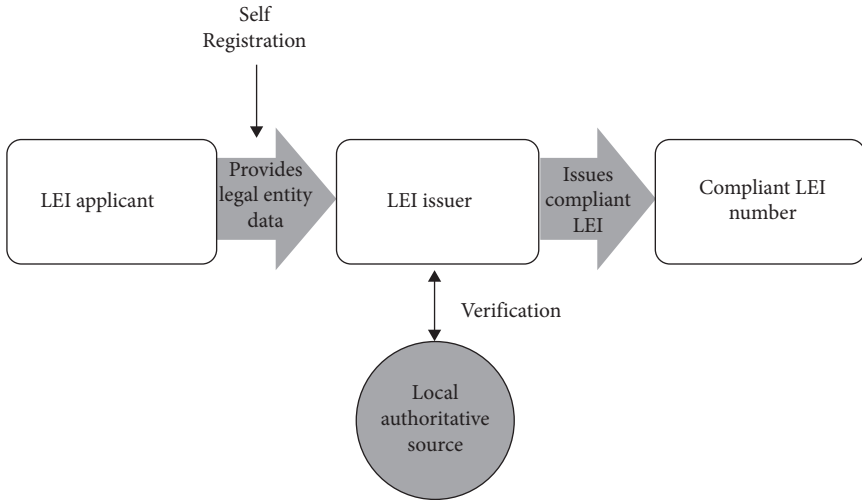 Self
Registration
LEI applicant
Provides
legal entity
data
LEI issuer
Issues
compliant
LEI
Compliant LEI
number
Verification
Local
authoritative
source